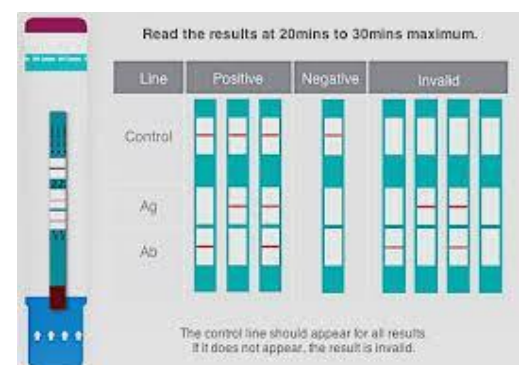 Read the results at 20mins to 30mins maximum.
Line Positive Negative Invalid
Control
Ag
Ab
The control line should appear for all results.
If it does not appear, the result is invalid.